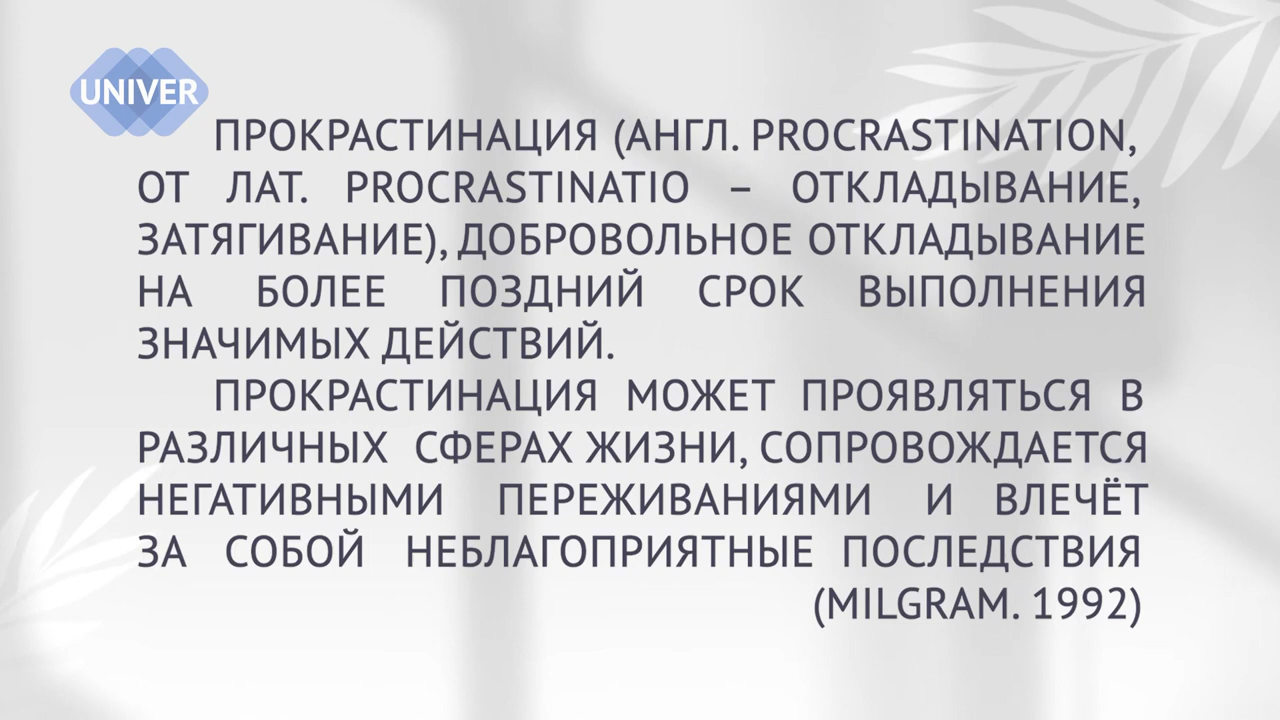 UNIVER
ПРОКРАСТИНАЦИЯ (АНГЛ. PROCRASTINATION,
ОТ ЛАТ. PROCRASTINATIO – ОТКЛАДЫВАНИЕ,
ЗАТЯГИВАНИЕ), ДОБРОВОЛЬНОЕ ОТКЛАДЫВАНИЕ
НА БОЛЕЕ ПОЗДНИЙ СРОК ВЫПОЛНЕНИЯ
ЗНАЧИМЫХ ДЕЙСТВИЙ.
ПРОКРАСТИНАЦИЯ МОЖЕТ ПРОЯВЛЯТЬСЯ В
РАЗЛИЧНЫХ СФЕРАХ ЖИЗНИ, СОПРОВОЖДАЕТСЯ
НЕГАТИВНЫМИ ПЕРЕЖИВАНИЯМИ И ВЛЕЧЁТ
ЗА СОБОЙ НЕБЛАГОПРИЯТНЫЕ ПОСЛЕДСТВИЯ
(MILGRAM. 1992)